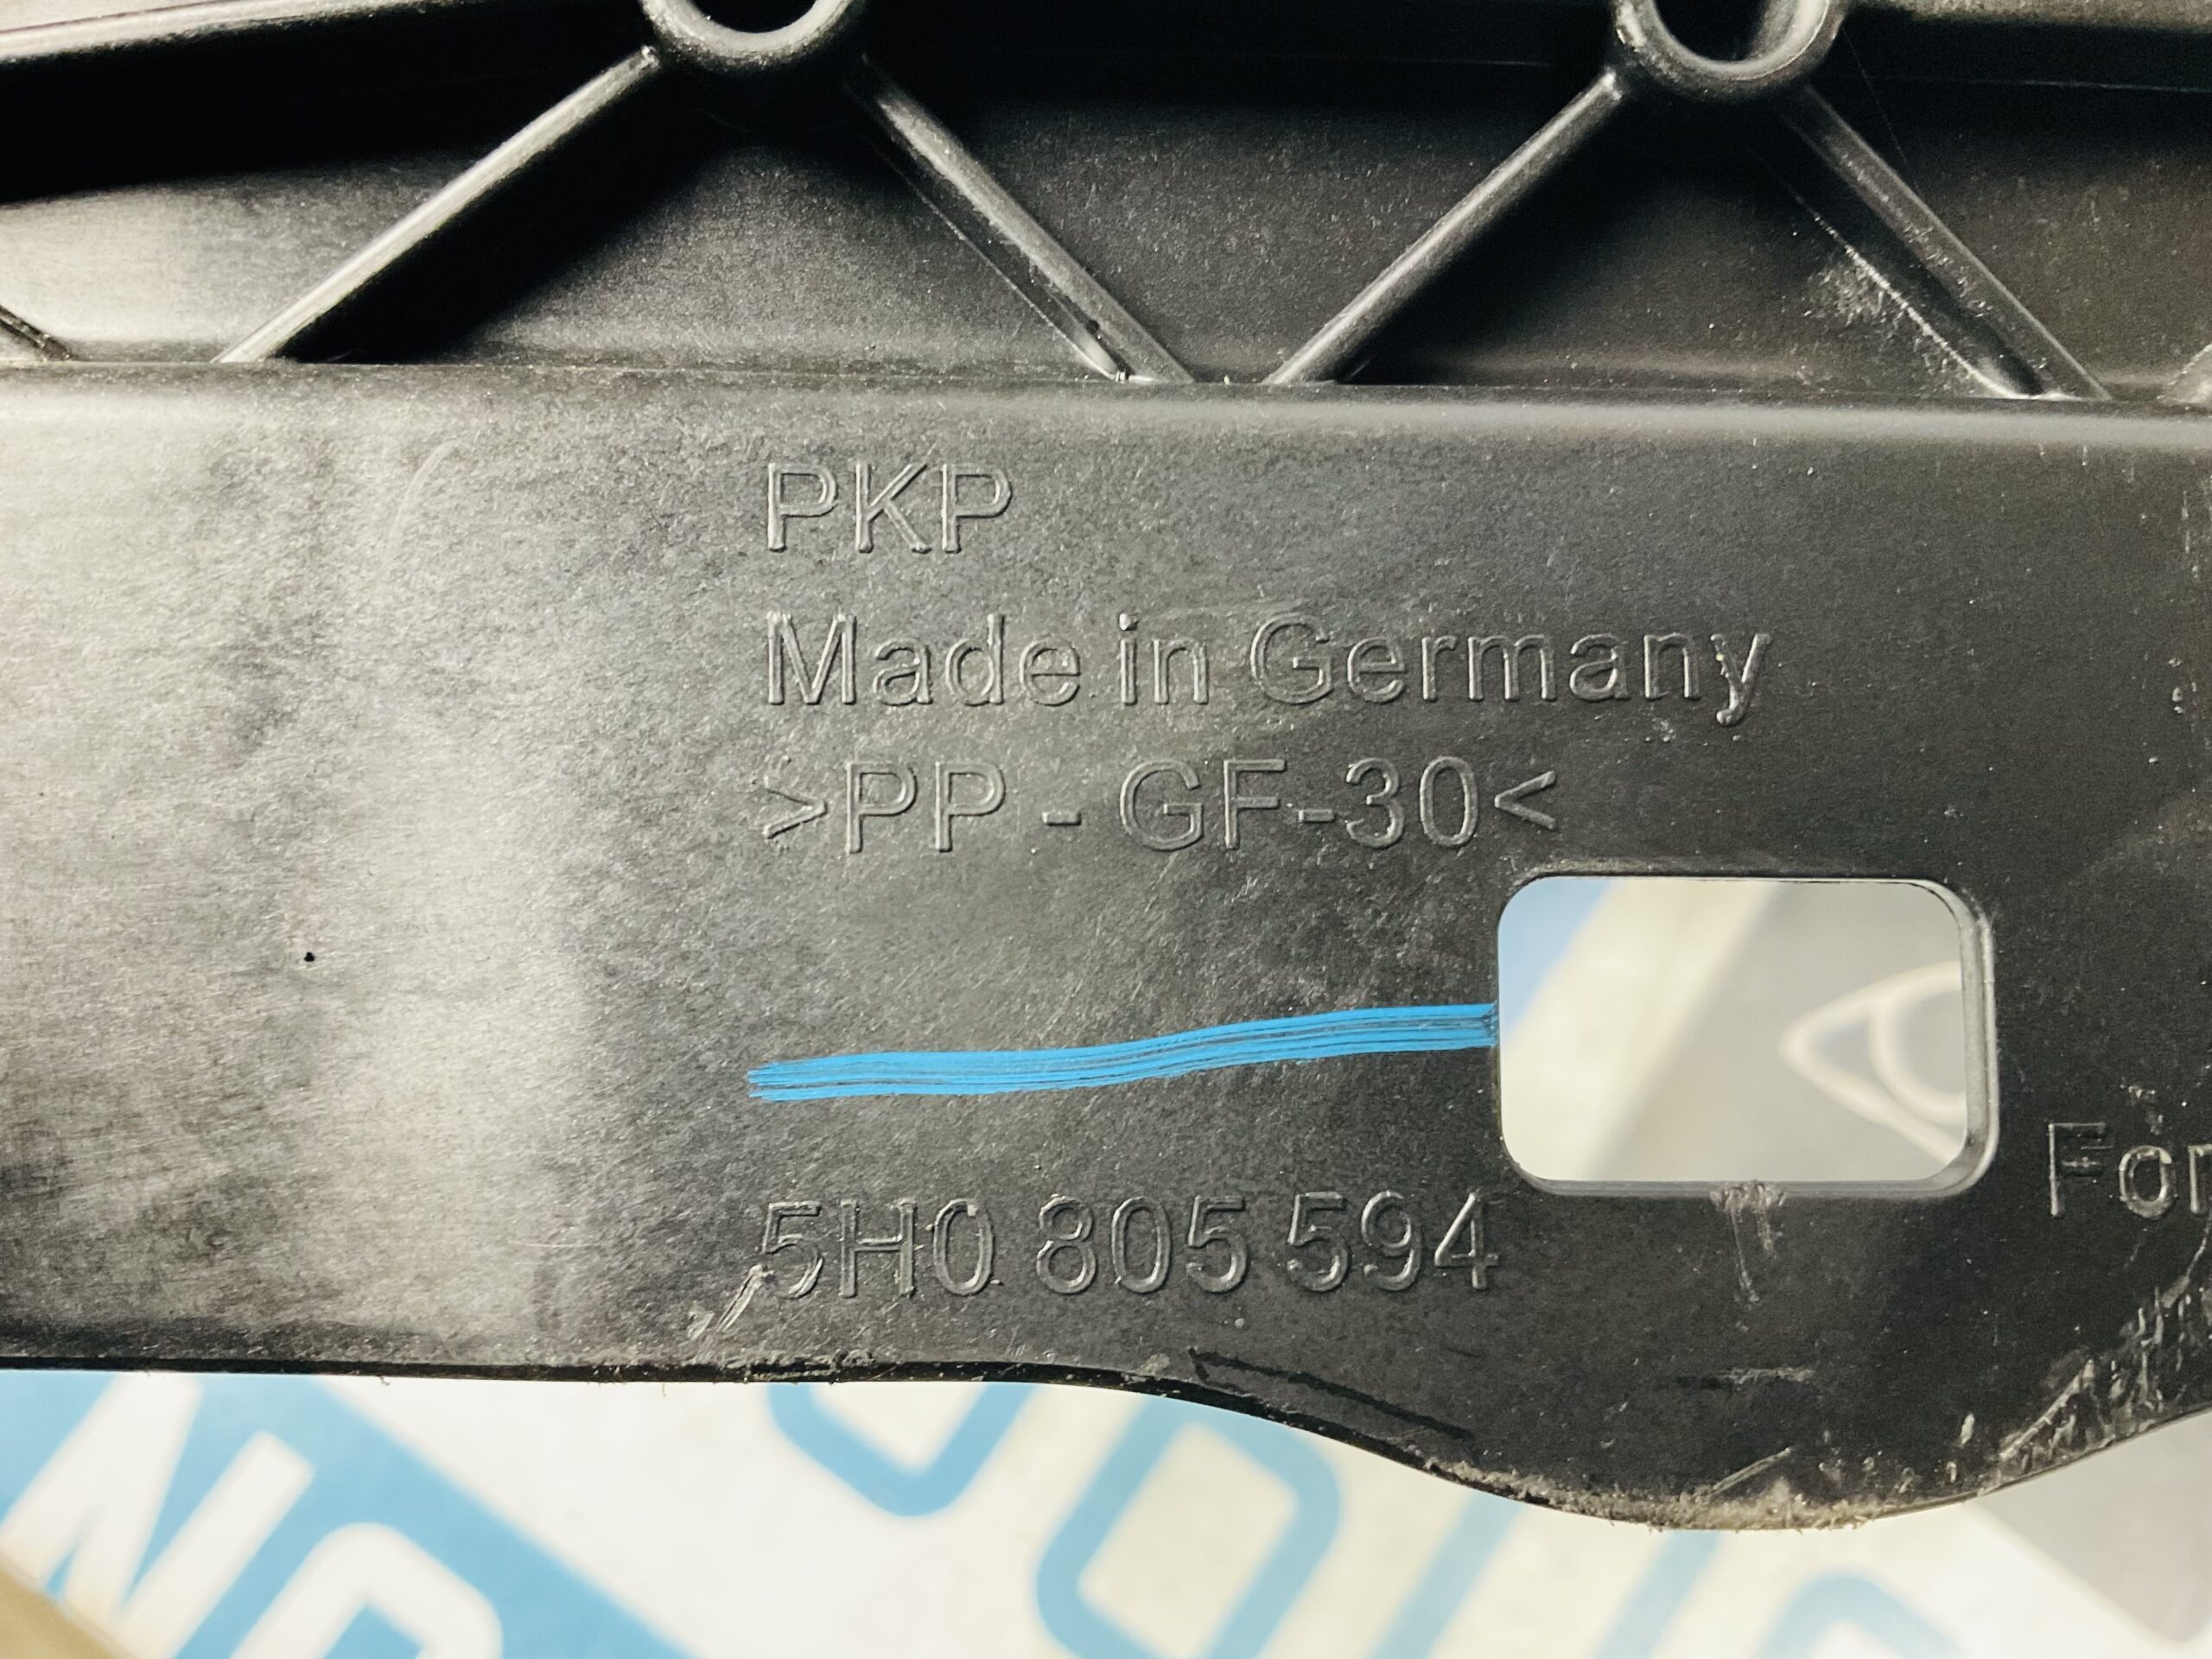 PKP
Made in Germany
>PP - GF-30<
5H0 805 594